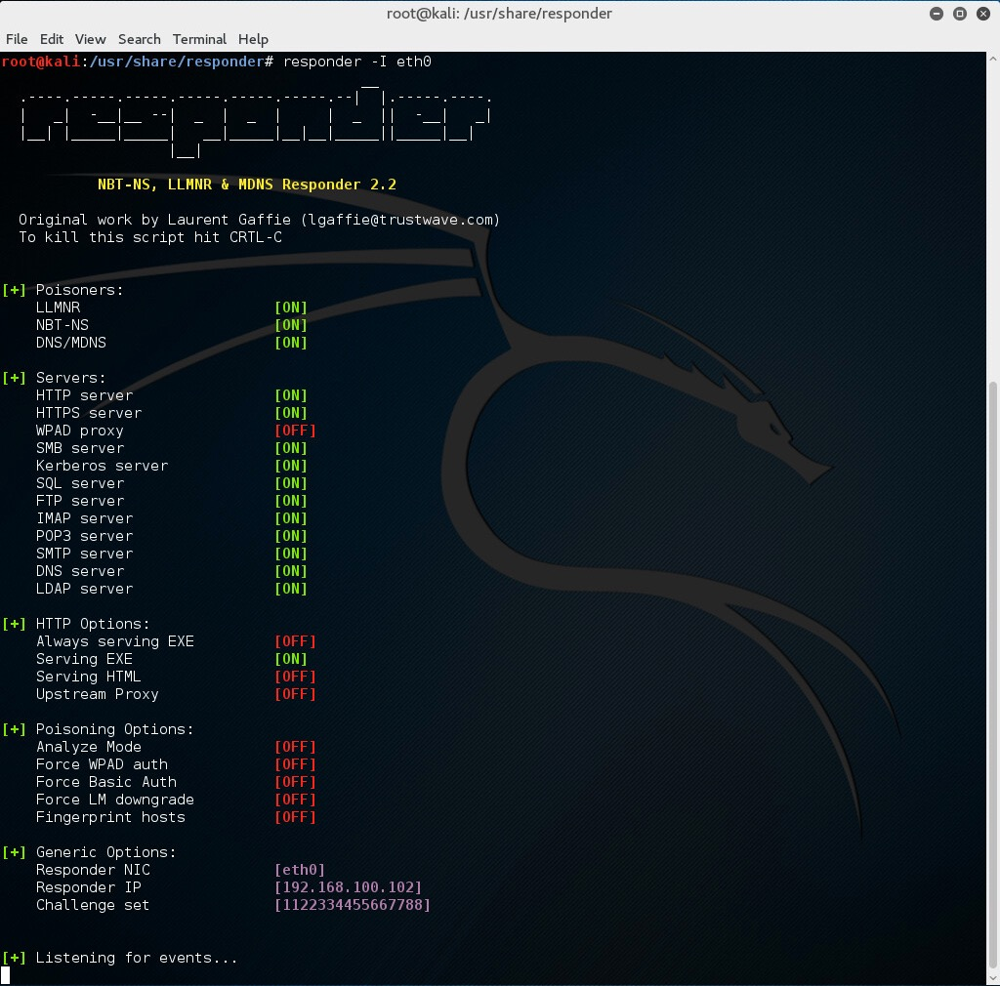 root@kali: /usr/share/responder
File Edit View Search Terminal Help
root@kali:/usr/share/responder# responder -I eth0
                                         __
  .----.-----.-----.-----.-----.-----.--|  |.-----.----.
  |   _|  -__|__ --|  _  |  _  |     |  _  ||  -__|   _|
  |__| |_____|_____|   __|_____|__|__|_____||_____|__|
                   |__|
NBT-NS, LLMNR & MDNS Responder 2.2
Original work by Laurent Gaffie (lgaffie@trustwave.com)
To kill this script hit CRTL-C
[+] Poisoners:
LLMNR [ON]
NBT-NS [ON]
DNS/MDNS [ON]
[+] Servers:
HTTP server [ON]
HTTPS server [ON]
WPAD proxy [OFF]
SMB server [ON]
Kerberos server [ON]
SQL server [ON]
FTP server [ON]
IMAP server [ON]
POP3 server [ON]
SMTP server [ON]
DNS server [ON]
LDAP server [ON]
[+] HTTP Options:
Always serving EXE [OFF]
Serving EXE [ON]
Serving HTML [OFF]
Upstream Proxy [OFF]
[+] Poisoning Options:
Analyze Mode [OFF]
Force WPAD auth [OFF]
Force Basic Auth [OFF]
Force LM downgrade [OFF]
Fingerprint hosts [OFF]
[+] Generic Options:
Responder NIC [eth0]
Responder IP [192.168.100.102]
Challenge set [1122334455667788]
[+] Listening for events...